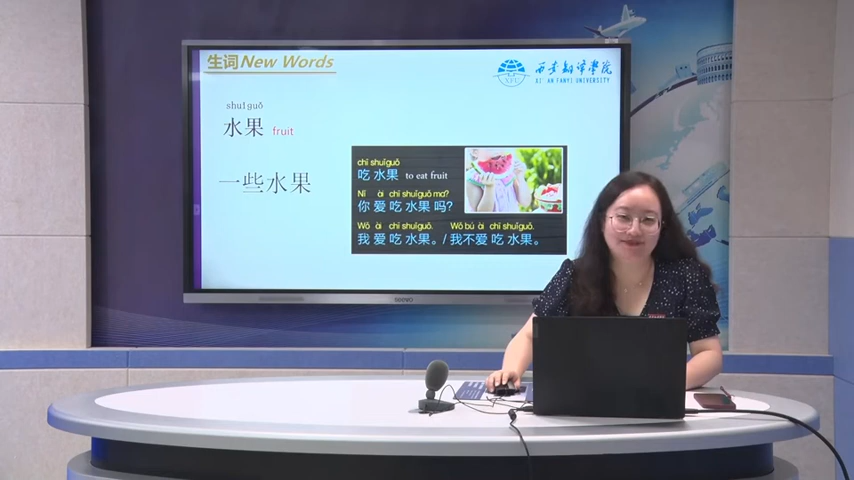 生词New Words
西安翻译学院
XI'AN FANYI UNIVERSITY
XFU
shuǐguǒ
水果 fruit
一些水果
chī shuǐguǒ
吃 水果 to eat fruit
Nǐ ài chī shuǐguǒ ma?
你 爱 吃 水果 吗?
Wǒ ài chī shuǐguǒ. Wǒ bú ài chī shuǐguǒ.
我 爱 吃 水果。/ 我 不 爱 吃 水果。
seevo